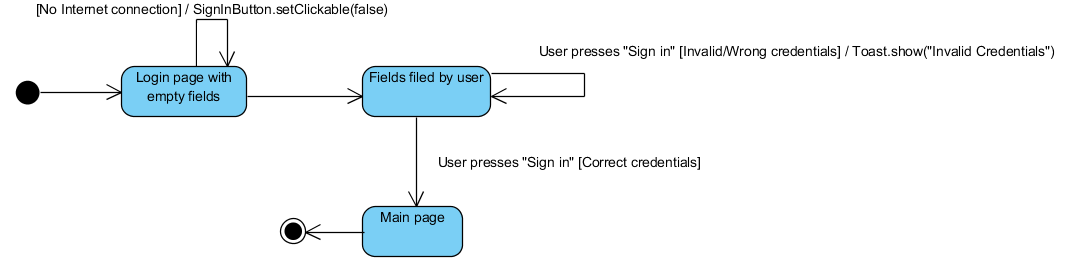 [No Internet connection] / SignInButton.setClickable(false)
User presses "Sign in" [Invalid/Wrong credentials] / Toast.show("Invalid Credentials")
Login page with
empty fields
Fields filed by user
User presses "Sign in" [Correct credentials]
Main page